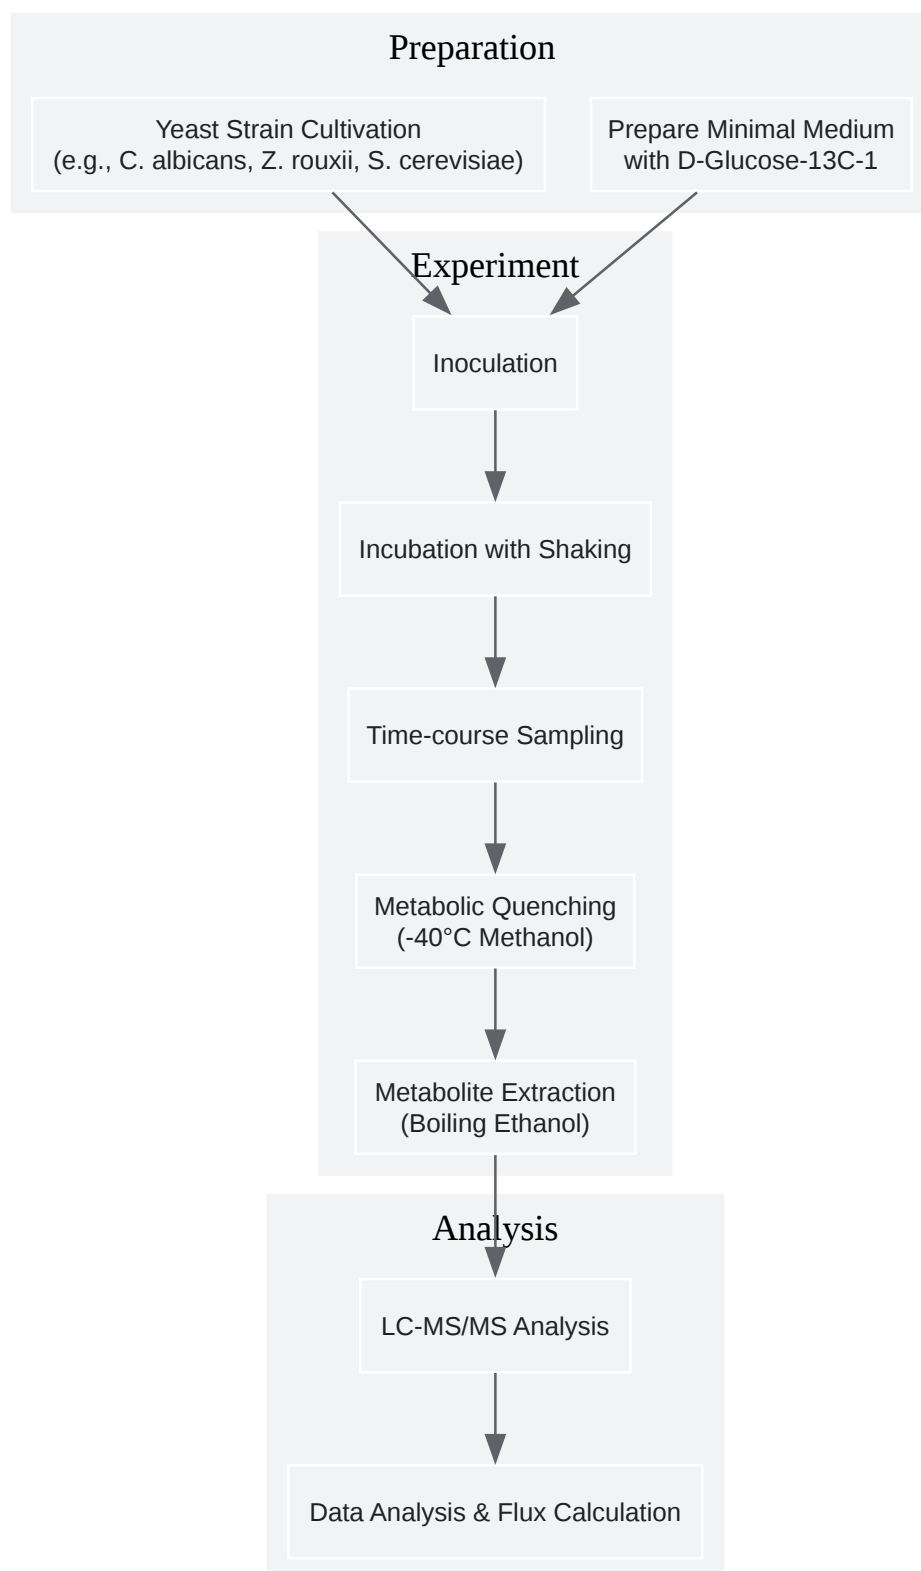 Preparation
Yeast Strain Cultivation
(e.g., C. albicans, Z. rouxii, S. cerevisiae)
Prepare Minimal Medium
with D-Glucose-13C-1
Experiment
Inoculation
Incubation with Shaking
Time-course Sampling
Metabolic Quenching
(-40°C Methanol)
Metabolite Extraction
(Boiling Ethanol)
Analysis
LC-MS/MS Analysis
Data Analysis & Flux Calculation